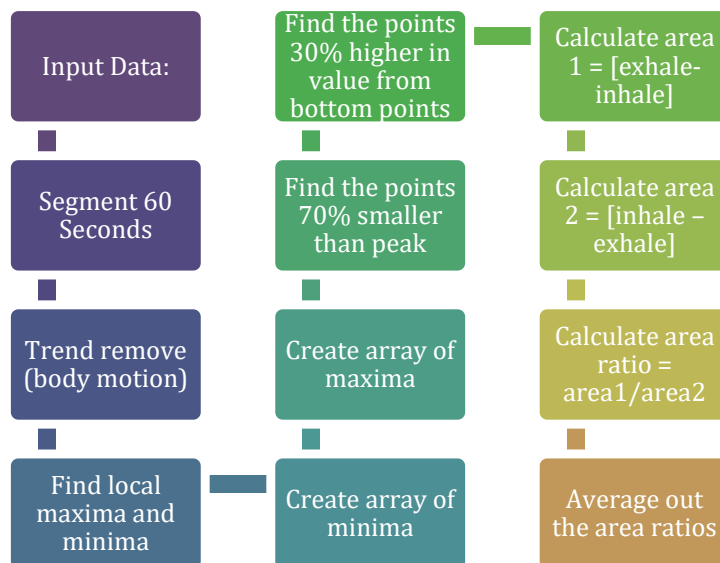 Input Data:
Segment 60
Seconds
Trend remove
(body motion)
Find local
maxima and
minima
Create array of
minima
Create array of
maxima
Find the points
70% smaller
than peak
Find the points
30% higher in
value from
bottom points
Calculate area
1 = [exhale-
inhale]
Calculate area
2 = [inhale –
exhale]
Calculate area
ratio =
area1/area2
Average out
the area ratios